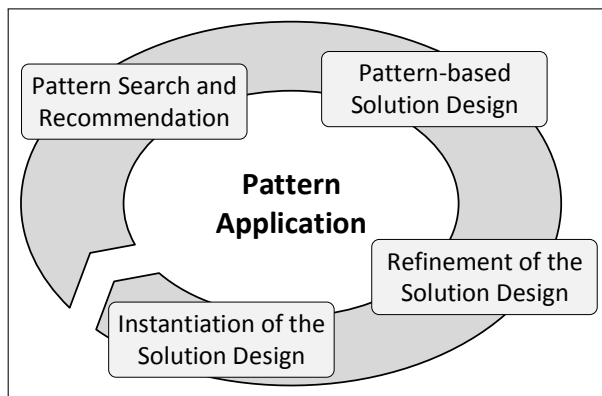 Pattern Search and
Recommendation
Pattern-based
Solution Design
Pattern
Application
Refinement of the
Solution Design
Instantiation of the
Solution Design